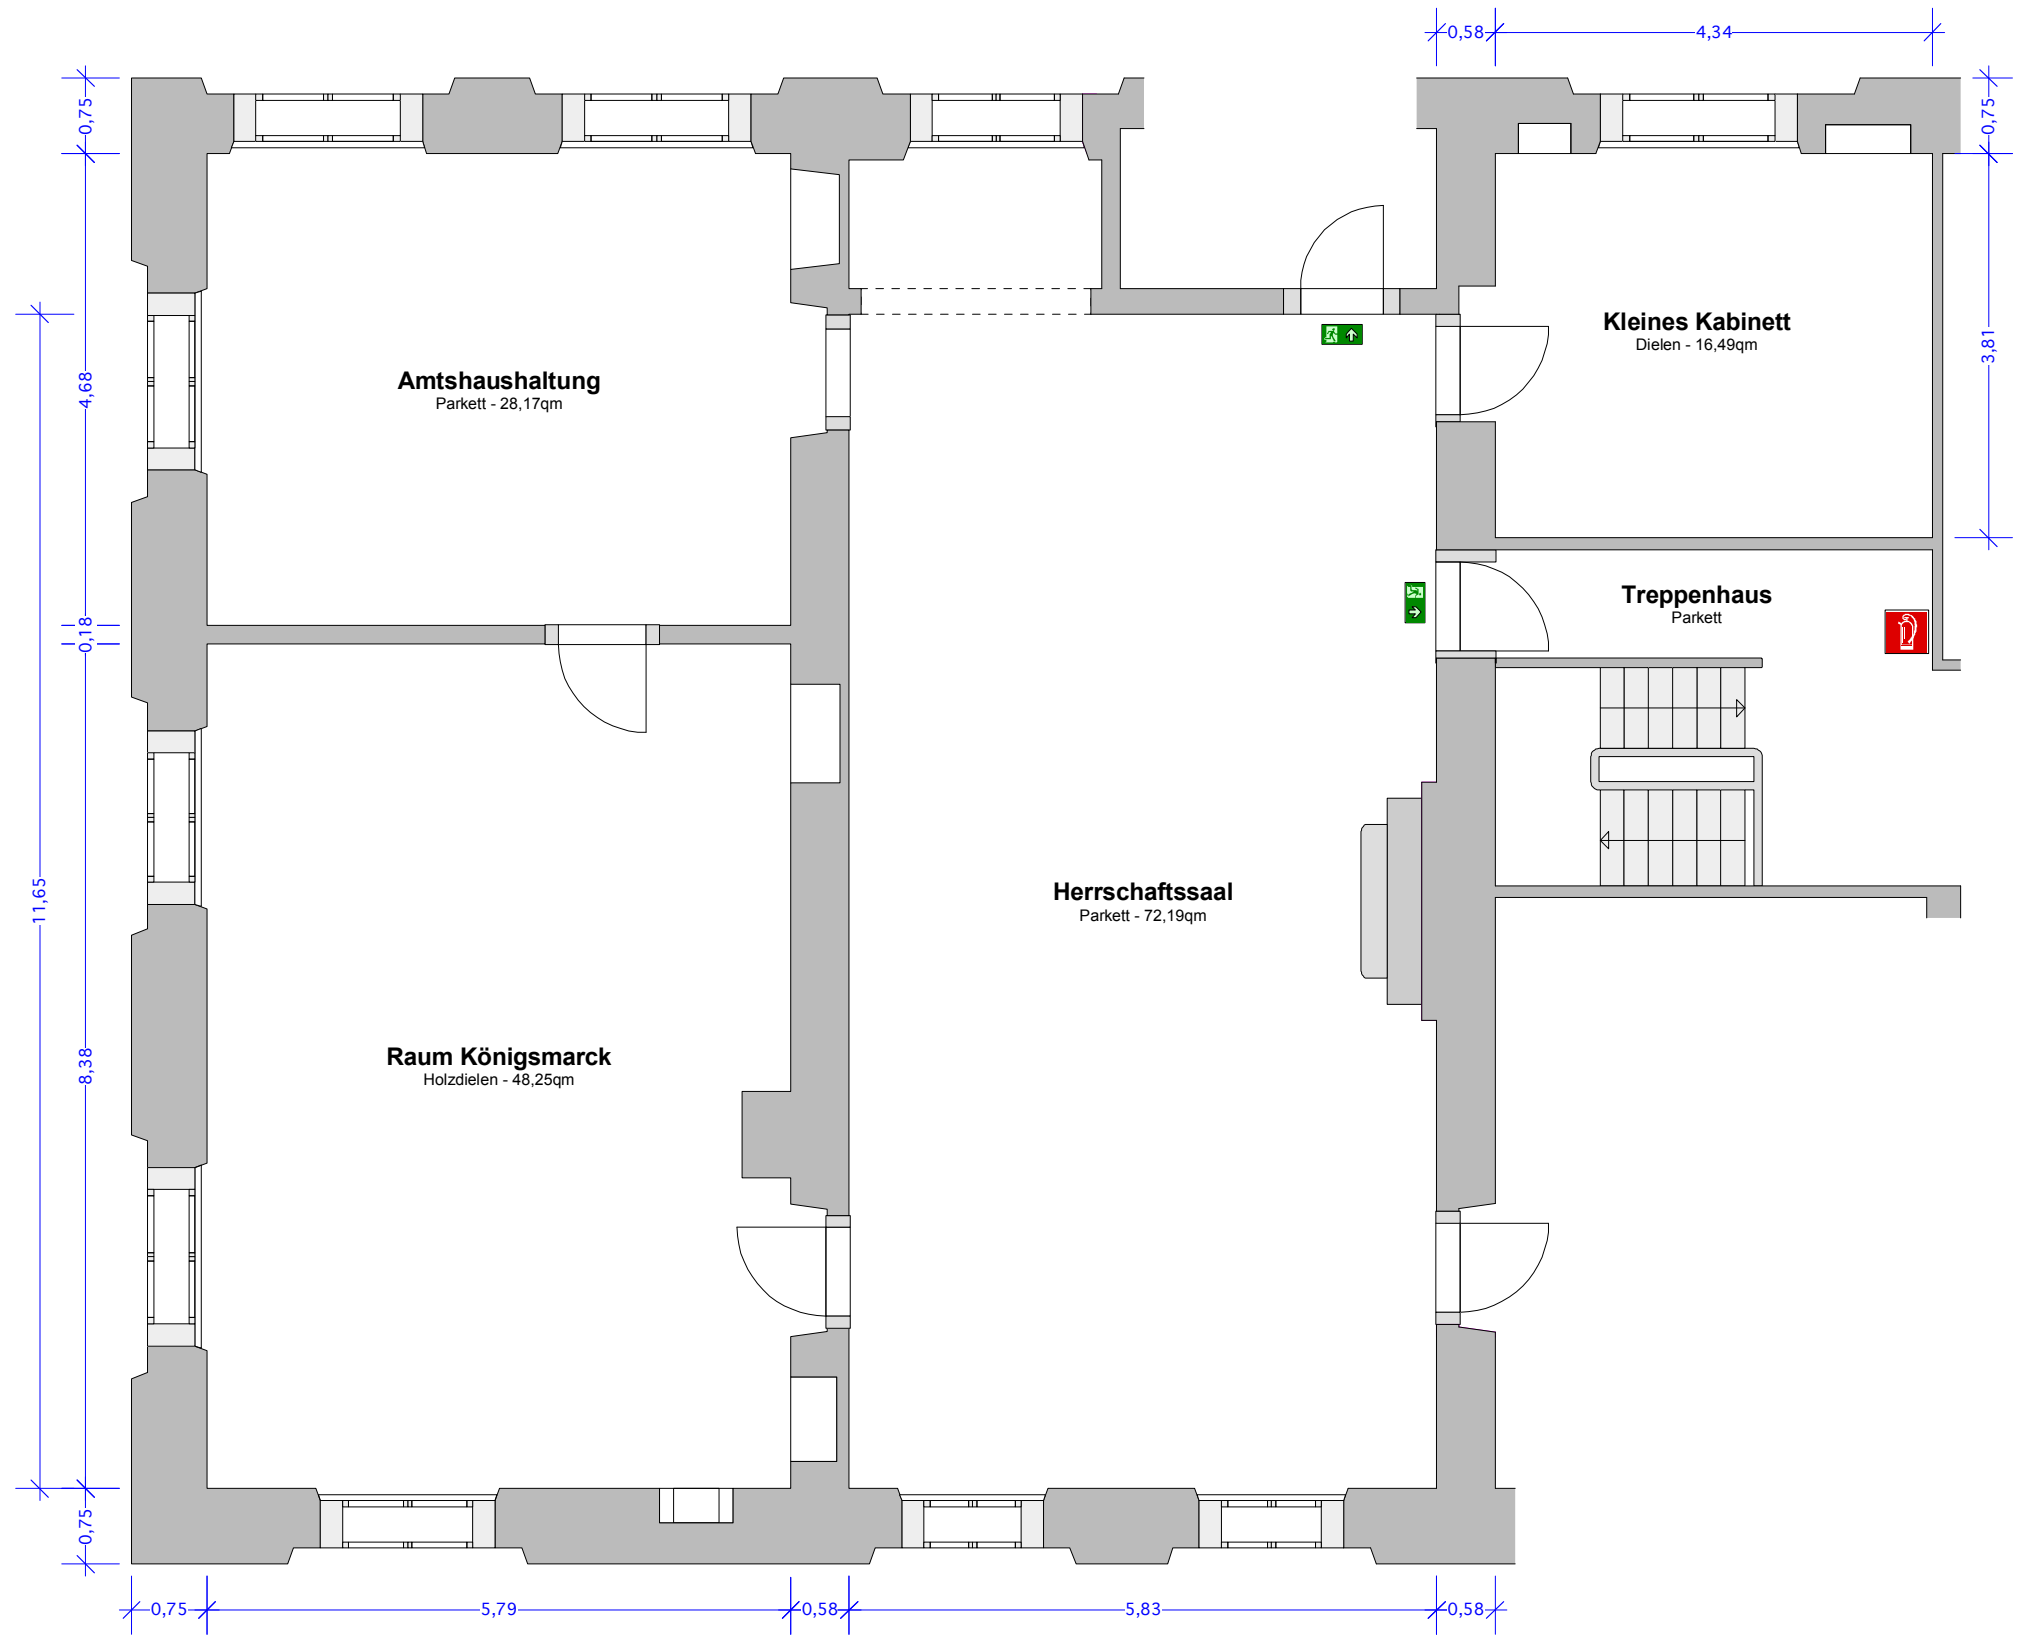 0,58
4,34
0,75
0,75
Kleines Kabinett
Dielen - 16,49qm
3,81
Amtshaushaltung
Parkett - 28,17qm
4,68
Treppenhaus
Parkett
0,18
11,65
Herrschaftssaal
Parkett - 72,19qm
Raum Königsmarck
Holzdielen - 48,25qm
8,38
0,75
0,75
5,79
0,58
5,83
0,58